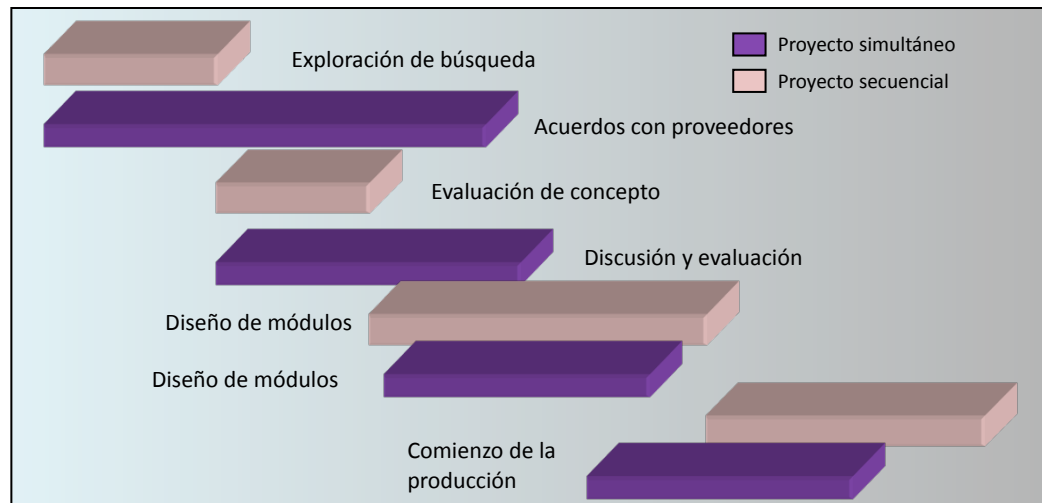 Proyecto simultáneo
Proyecto secuencial
Exploración de búsqueda
Acuerdos con proveedores
Evaluación de concepto
Discusión y evaluación
Diseño de módulos
Diseño de módulos
Comienzo de la
producción